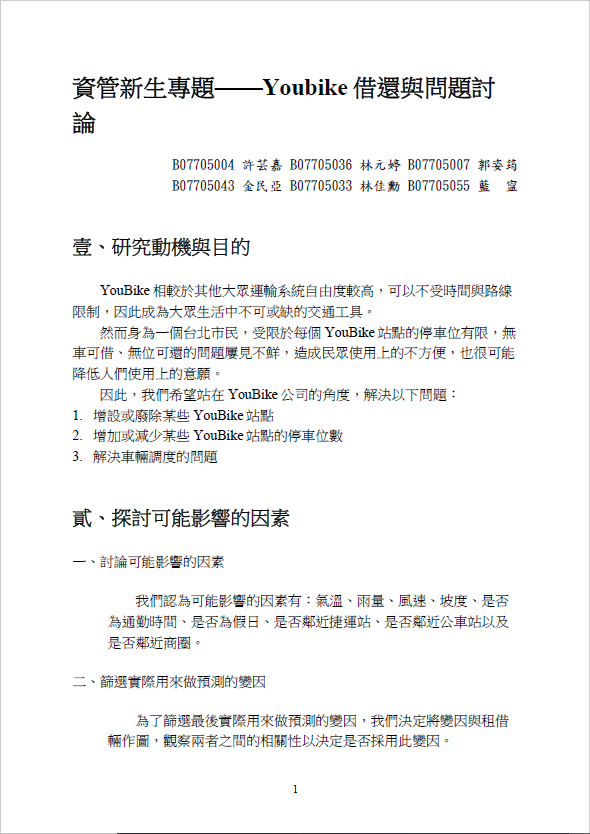 資管新生專題——Youbike 借還與問題討
論
B07705004 許芸嘉 B07705036 林元婷 B07705007 郭姿筠
B07705043 金民亞 B07705033 林佳勳 B07705055 藍 寍
壹、研究動機與目的
YouBike 相較於其他大眾運輸系統自由度較高，可以不受時間與路線
限制，因此成為大眾生活中不可或缺的交通工具。
然而身為一個台北市民，受限於每個 YouBike 站點的停車位有限，無
車可借、無位可還的問題屢見不鮮，造成民眾使用上的不方便，也很可能
降低人們使用上的意願。
因此，我們希望站在 YouBike 公司的角度，解決以下問題：
1. 增設或廢除某些 YouBike 站點
2. 增加或減少某些 YouBike 站點的停車位數
3. 解決車輛調度的問題
貳、探討可能影響的因素
一、討論可能影響的因素
我們認為可能影響的因素有：氣溫、雨量、風速、坡度、是否
為通勤時間、是否為假日、是否鄰近捷運站、是否鄰近公車站以及
是否鄰近商圈。
二、篩選實際用來做預測的變因
為了篩選最後實際用來做預測的變因，我們決定將變因與租借
輛作圖，觀察兩者之間的相關性以決定是否採用此變因。
1